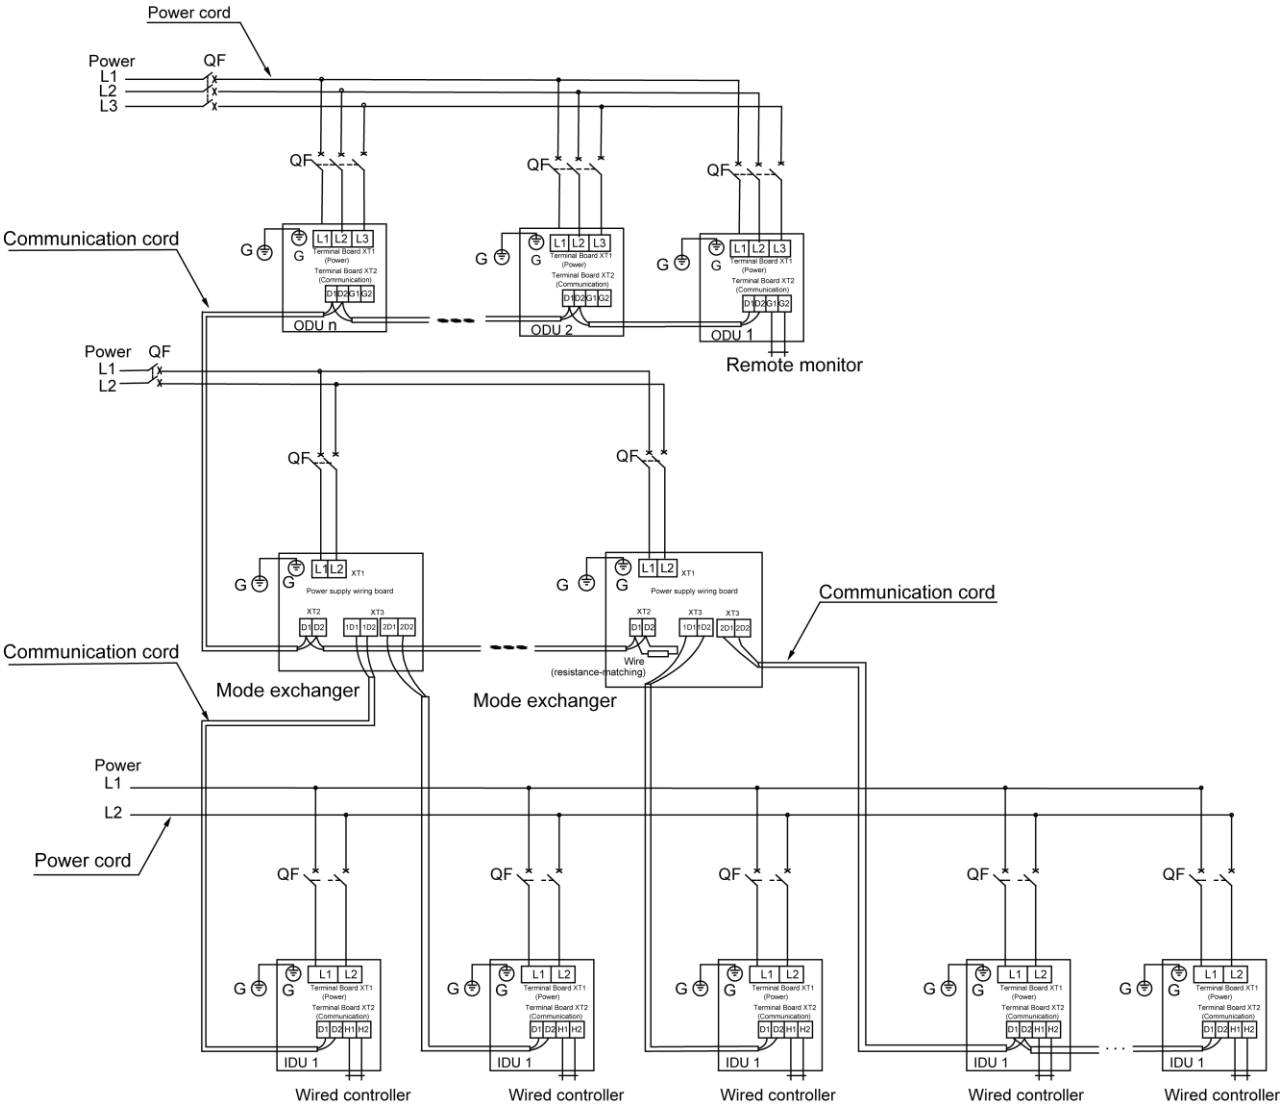 Power cord
Power QF
L1
L2
L3
QF
QF
QF
Communication cord
G
G
L1 L2 L3
Terminal Board XT1
(Power)
Terminal Board XT2
(Communication)
D1 D2 G1 G2
ODU n
G
G
L1 L2 L3
Terminal Board XT1
(Power)
Terminal Board XT2
(Communication)
D1 D2 G1 G2
ODU 2
G
G
L1 L2 L3
Terminal Board XT1
(Power)
Terminal Board XT2
(Communication)
D1 D2 G1 G2
ODU 1
Remote monitor
Power QF
L1
L2
QF
QF
G
G
L1 L2
XT1
Power supply wiring board
XT2 XT3
D1 D2 1D1 1D2 2D1 2D2
Mode exchanger
G
G
L1 L2
XT1
Power supply wiring board
XT2 XT3 XT3
D1 D2 1D1 1D2 2D1 2D2
Wire
(resistance-matching)
Mode exchanger
Communication cord
Communication cord
Power
L1
L2
Power cord
QF
QF
QF
QF
QF
G
G
L1 L2
Terminal Board XT1
(Power)
Terminal Board XT2
(Communication)
D1 D2 H1 H2
IDU 1
Wired controller
G
G
L1 L2
Terminal Board XT1
(Power)
Terminal Board XT2
(Communication)
D1 D2 H1 H2
IDU 1
Wired controller
G
G
L1 L2
Terminal Board XT1
(Power)
Terminal Board XT2
(Communication)
D1 D2 H1 H2
IDU 1
Wired controller
G
G
L1 L2
Terminal Board XT1
(Power)
Terminal Board XT2
(Communication)
D1 D2 H1 H2
IDU 1
Wired controller
G
G
L1 L2
Terminal Board XT1
(Power)
Terminal Board XT2
(Communication)
D1 D2 H1 H2
IDU 1
Wired controller